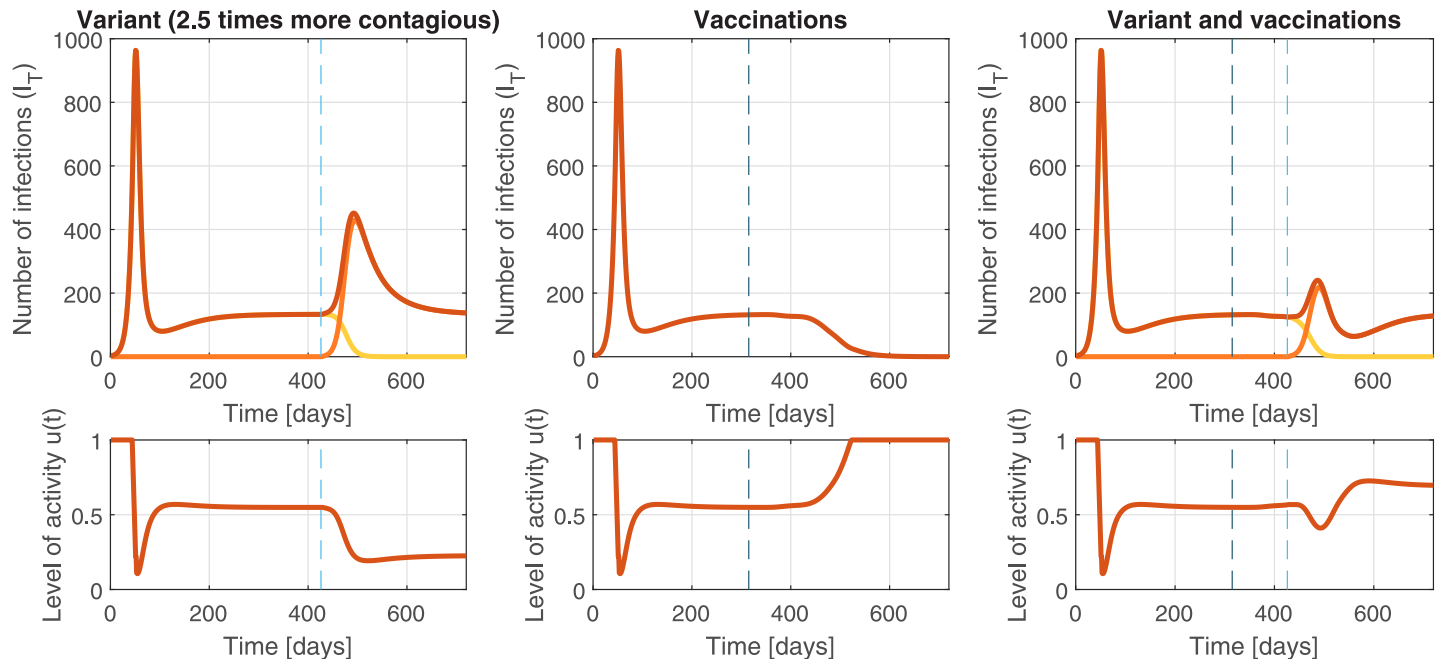 Variant (2.5 times more contagious)
Number of infections (I_T)
1000
800
600
400
200
0
0 200 400 600
Time [days]
Level of activity u(t)
1
0.5
0
0 200 400 600
Time [days]
Vaccinations
Number of infections (I_T)
1000
800
600
400
200
0
0 200 400 600
Time [days]
Level of activity u(t)
1
0.5
0
0 200 400 600
Time [days]
Variant and vaccinations
Number of infections (I_T)
1000
800
600
400
200
0
0 200 400 600
Time [days]
Level of activity u(t)
1
0.5
0
0 200 400 600
Time [days]